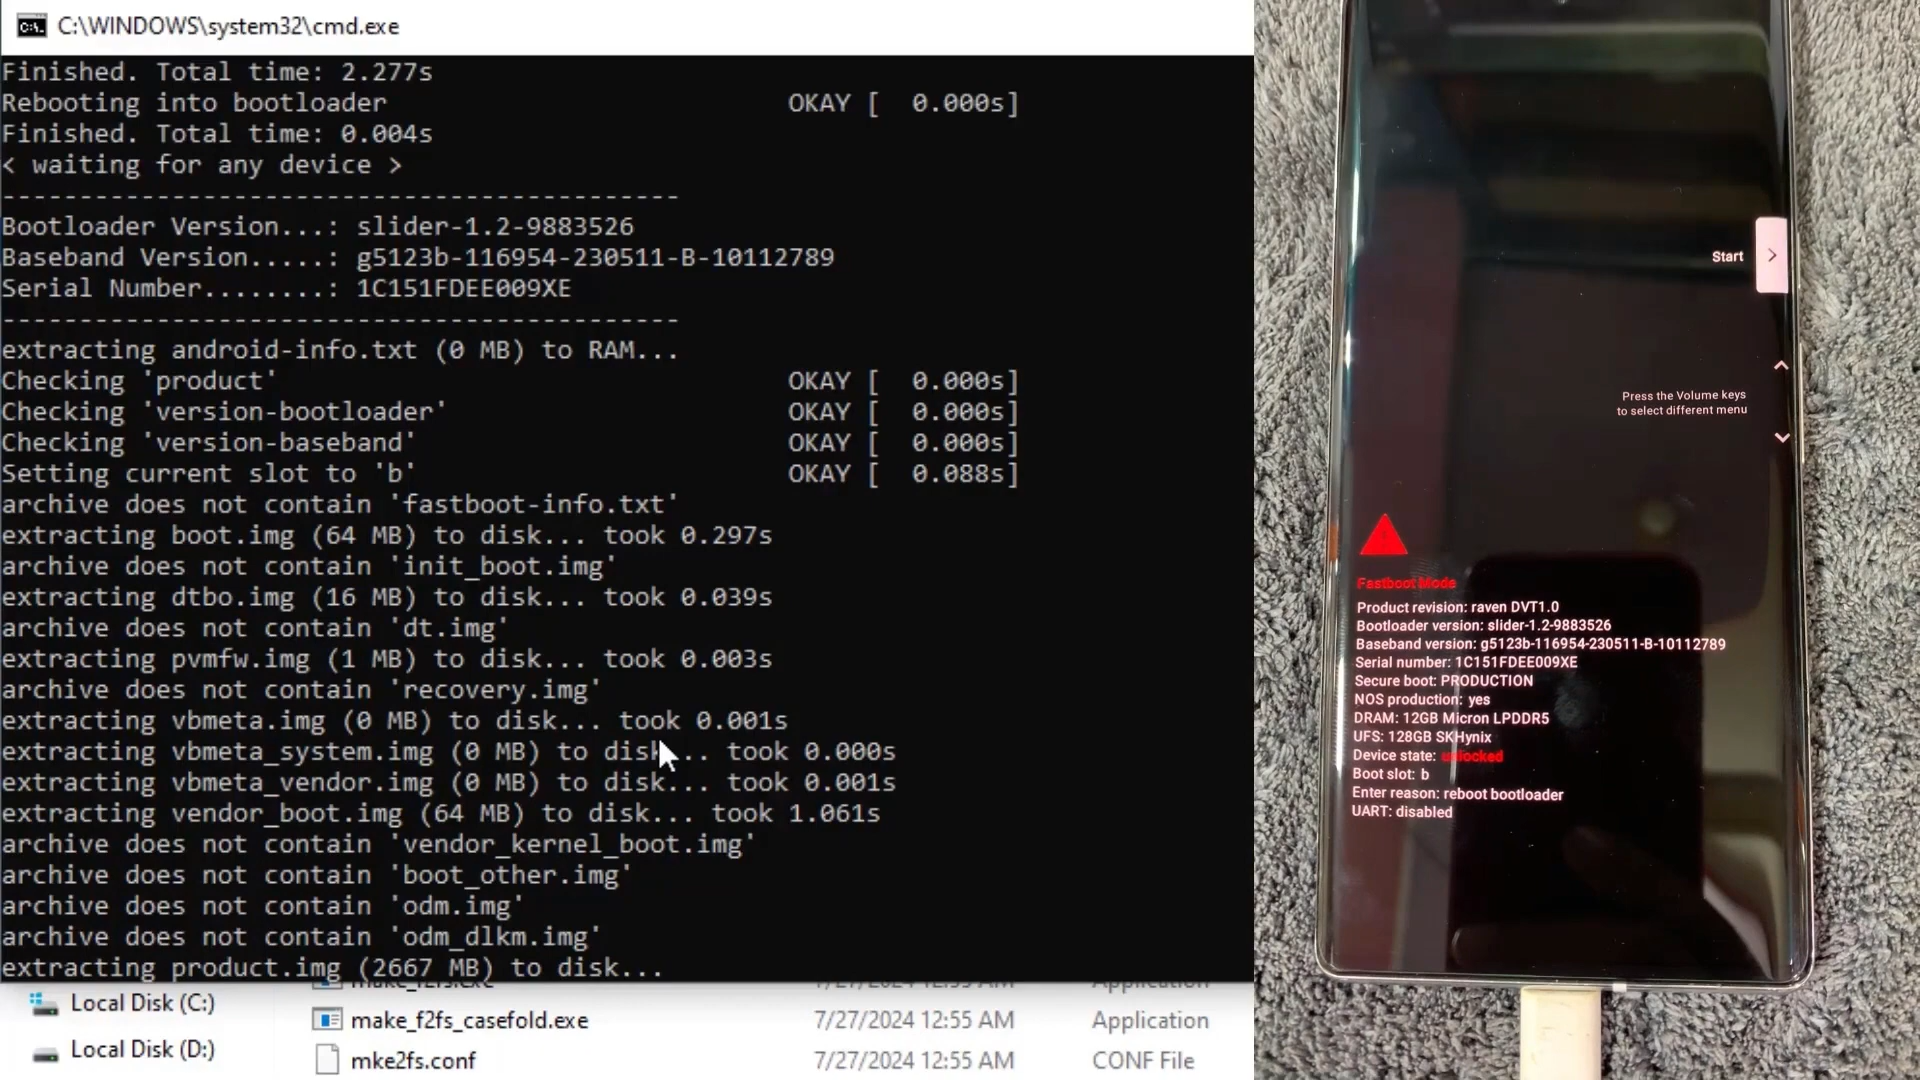 C:\WINDOWS\system32\cmd.exe
Finished. Total time: 2.277s
Rebooting into bootloader OKAY [ 0.000s]
Finished. Total time: 0.004s
< waiting for any device >
--------------------------------------------
Bootloader Version...: slider-1.2-9883526
Baseband Version.....: g5123b-116954-230511-B-10112789
Serial Number........: 1C151FDEE009XE
--------------------------------------------
extracting android-info.txt (0 MB) to RAM...
Checking 'product' OKAY [ 0.000s]
Checking 'version-bootloader' OKAY [ 0.000s]
Checking 'version-baseband' OKAY [ 0.000s]
Setting current slot to 'b' OKAY [ 0.088s]
archive does not contain 'fastboot-info.txt'
extracting boot.img (64 MB) to disk... took 0.297s
archive does not contain 'init_boot.img'
extracting dtbo.img (16 MB) to disk... took 0.039s
archive does not contain 'dt.img'
extracting pvmfw.img (1 MB) to disk... took 0.003s
archive does not contain 'recovery.img'
extracting vbmeta.img (0 MB) to disk... took 0.001s
extracting vbmeta_system.img (0 MB) to disk... took 0.000s
extracting vbmeta_vendor.img (0 MB) to disk... took 0.001s
extracting vendor_boot.img (64 MB) to disk... took 1.061s
archive does not contain 'vendor_kernel_boot.img'
archive does not contain 'boot_other.img'
archive does not contain 'odm.img'
archive does not contain 'odm_dlkm.img'
extracting product.img (2667 MB) to disk...
make_f2fs.exe 7/27/2024 12:55 AM Application
Local Disk (C:)
make_f2fs_casefold.exe 7/27/2024 12:55 AM Application
Local Disk (D:)
mke2fs.conf 7/27/2024 12:55 AM CONF File
Start
Press the Volume keys
to select different menu
Fastboot Mode
Product revision: raven DVT1.0
Bootloader version: slider-1.2-9883526
Baseband version: g5123b-116954-230511-B-10112789
Serial number: 1C151FDEE009XE
Secure boot: PRODUCTION
NOS production: yes
DRAM: 12GB Micron LPDDR5
UFS: 128GB SKHynix
Device state: unlocked
Boot slot: b
Enter reason: reboot bootloader
UART: disabled